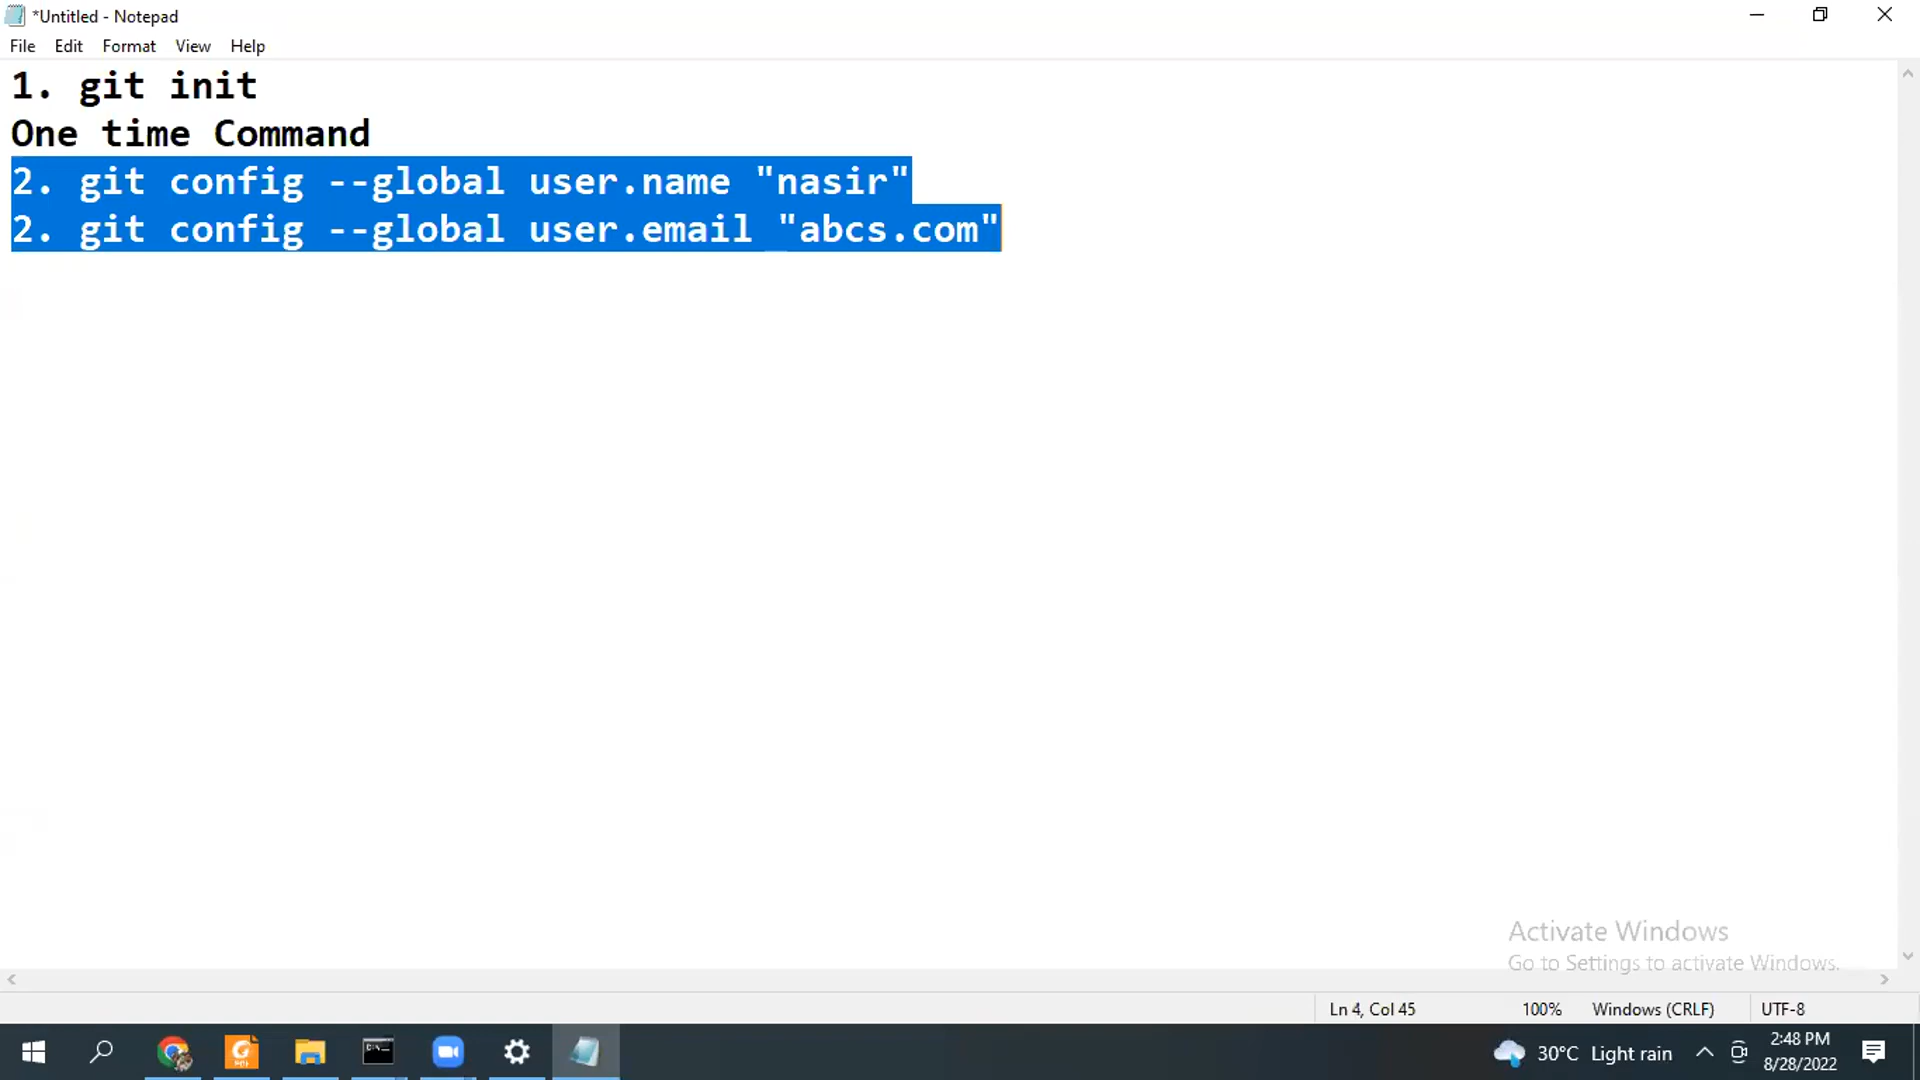 *Untitled - Notepad
File Edit Format View Help
1. git init
One time Command
2. git config --global user.name "nasir"
2. git config --global user.email "abcs.com"
Activate Windows
Go to Settings to activate Windows.
Ln 4, Col 45 100% Windows (CRLF) UTF-8
30°C Light rain
2:48 PM
8/28/2022